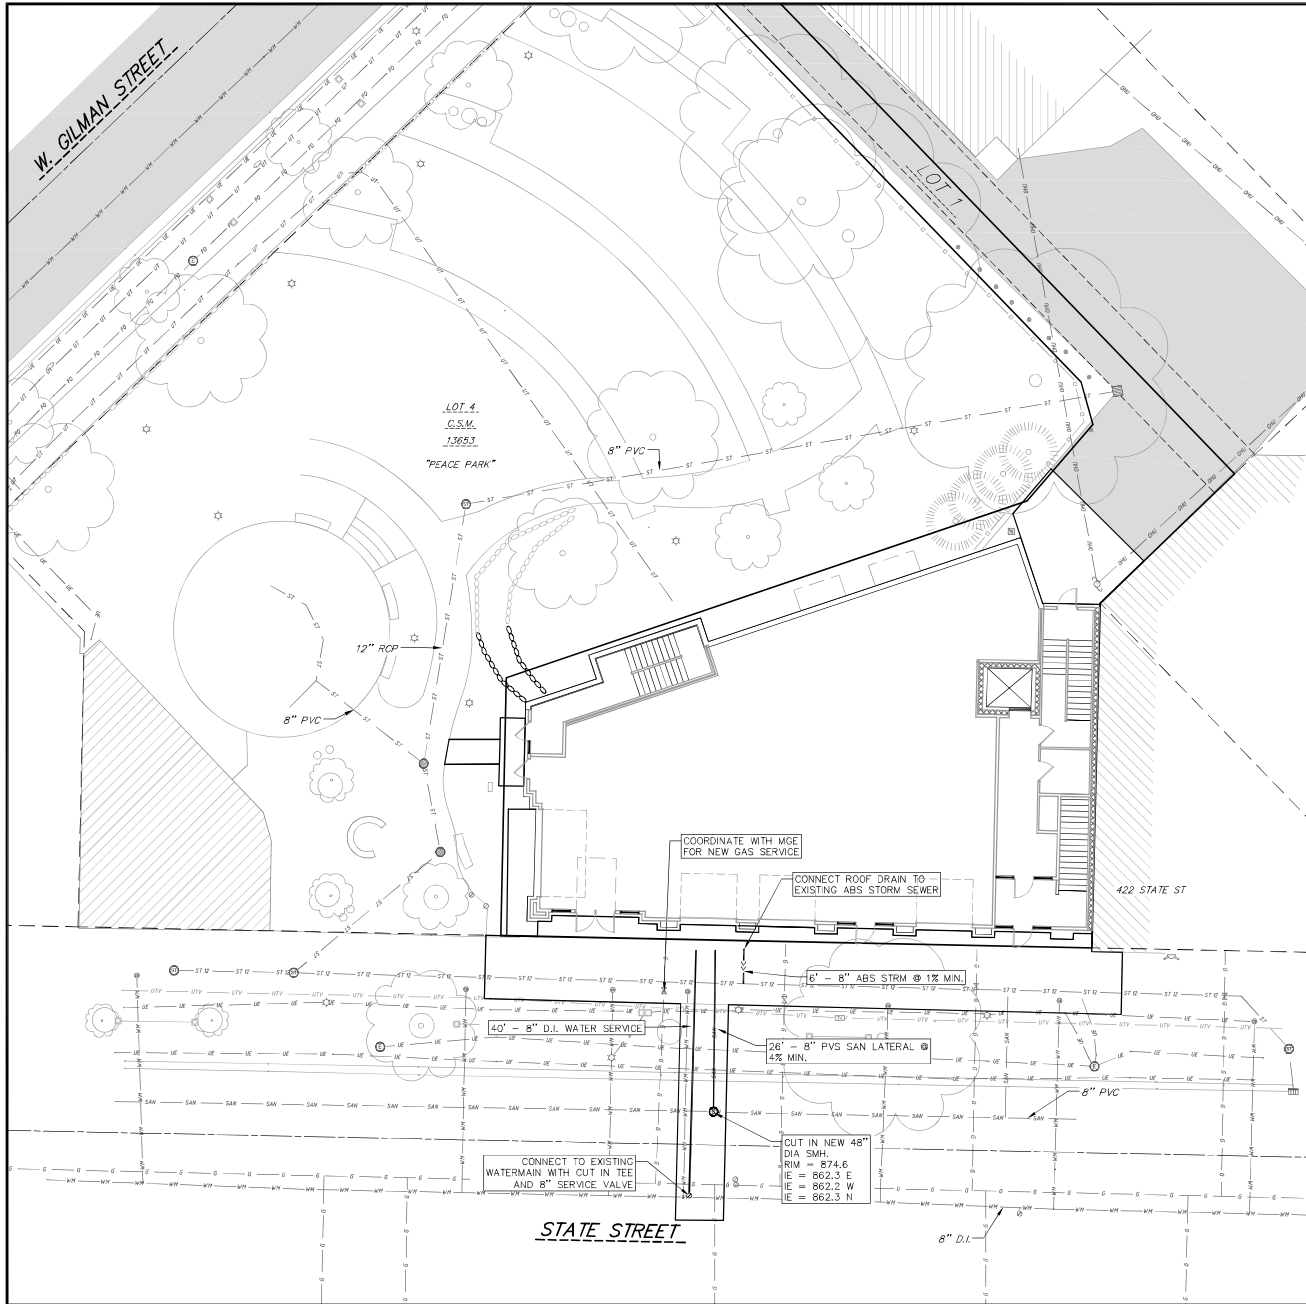 W. GILMAN STREET
LOT 1
LOT 4
C.S.M.
13653
"PEACE PARK"
8" PVC
12" RCP
8" PVC
COORDINATE WITH MGE
FOR NEW GAS SERVICE
CONNECT ROOF DRAIN TO
EXISTING ABS STORM SEWER
422 STATE ST
6' - 8" ABS STRM @ 1% MIN.
40' - 8" D.I. WATER SERVICE
26' - 8" PVS SAN LATERAL @
4% MIN.
8" PVC
CUT IN NEW 48"
DIA SMH.
RIM = 874.6
IE = 862.3 E
IE = 862.2 W
IE = 862.3 N
CONNECT TO EXISTING
WATERMAIN WITH CUT IN TEE
AND 8" SERVICE VALVE
STATE STREET
8" D.I.